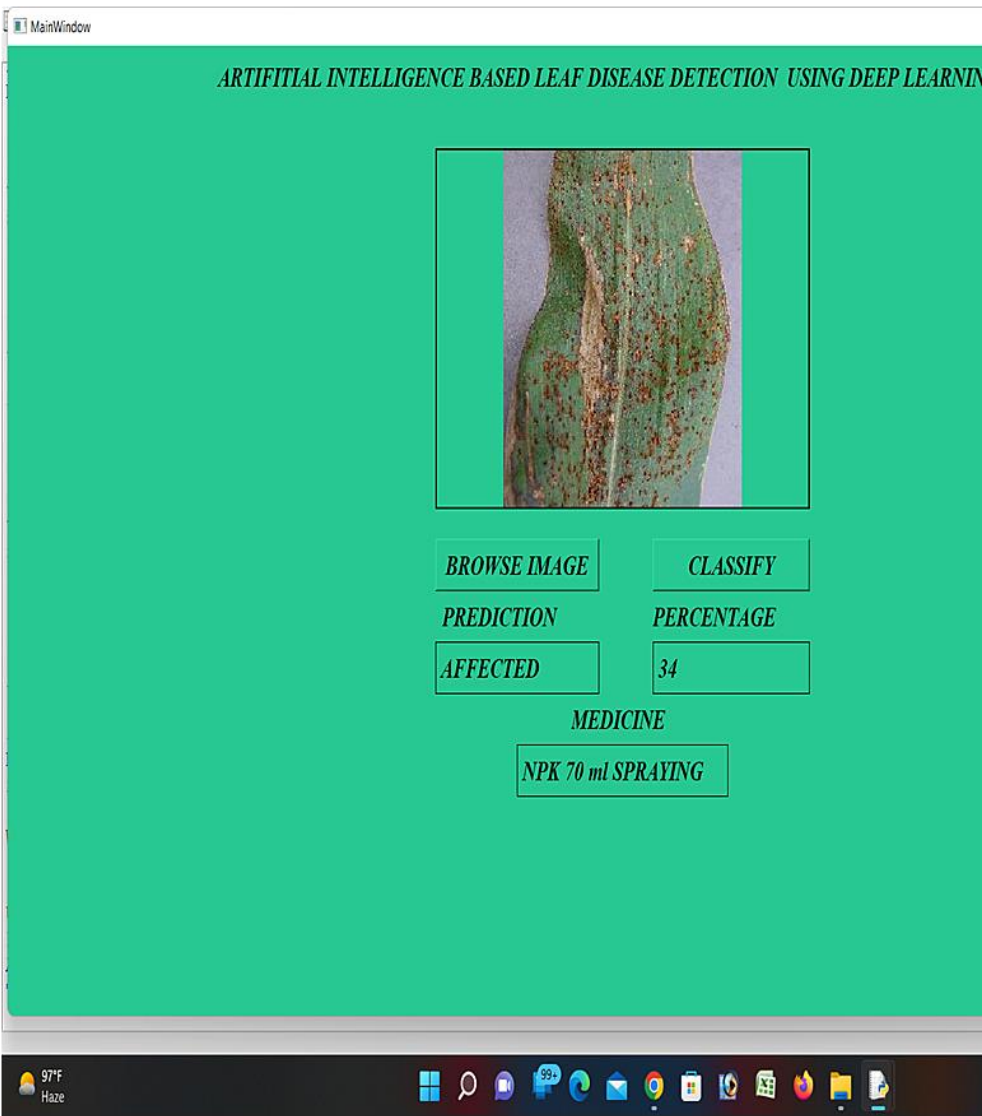 MainWindow
ARTIFITIAL INTELLIGENCE BASED LEAF DISEASE DETECTION USING DEEP LEARNIN
BROWSE IMAGE
CLASSIFY
PREDICTION
PERCENTAGE
AFFECTED
34
MEDICINE
NPK 70 ml SPRAYING
97°F
99+
Haze